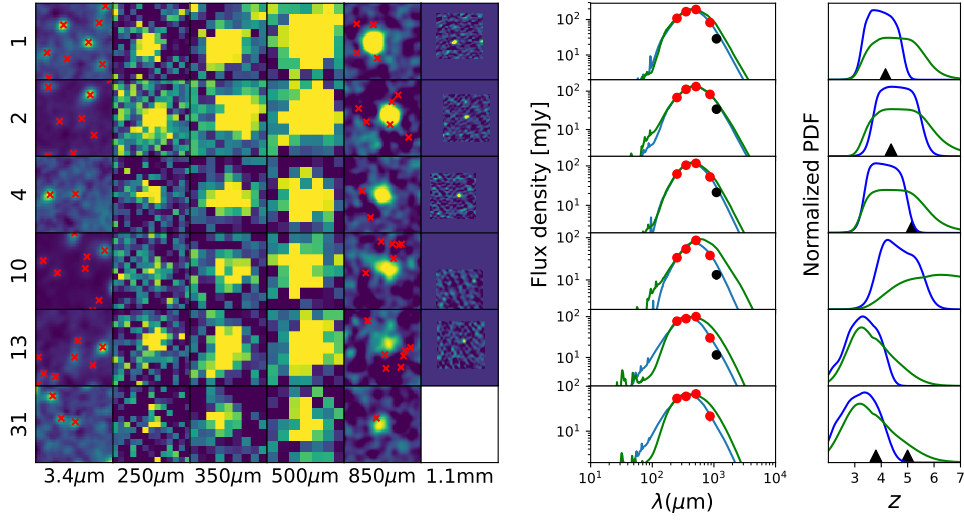 1
2
4
10
13
31
3.4μm 250μm 350μm 500μm 850μm 1.1mm
Flux density [mJy]
10²
10¹
10²
10¹
10²
10¹
10²
10¹
10²
10¹
10²
10¹
10¹ 10² 10³ 10⁴
λ(μm)
Normalized PDF
3 4 5 6 7
z